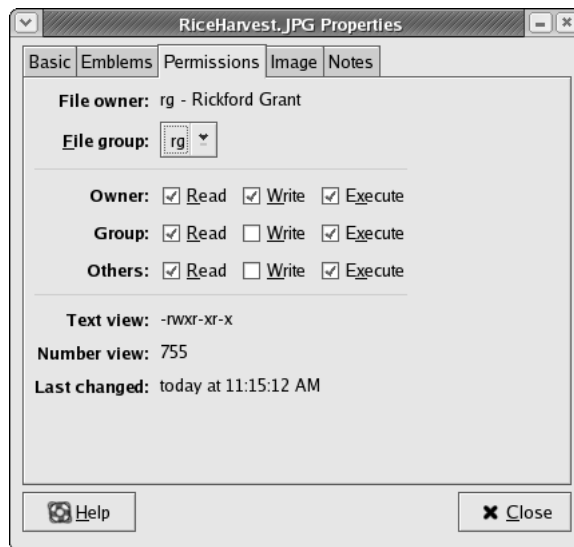 RiceHarvest.JPG Properties
Basic Emblems Permissions Image Notes
File owner: rg - Rickford Grant
File group: rg
Owner: Read Write Execute
Group: Read Write Execute
Others: Read Write Execute
Text view: -rwxr-xr-x
Number view: 755
Last changed: today at 11:15:12 AM
Help Close